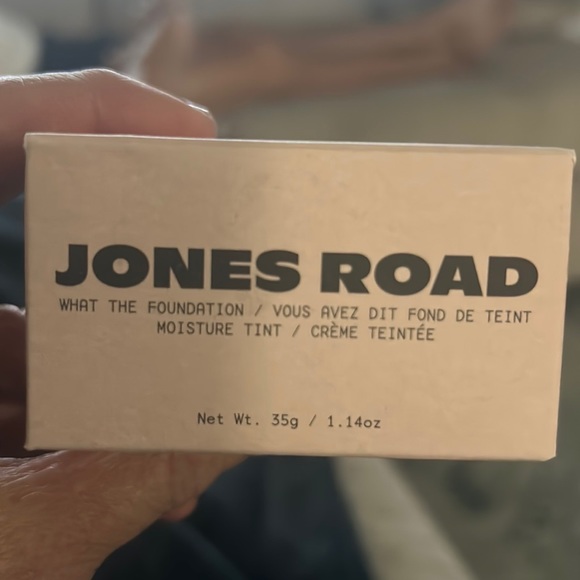 JONES ROAD
WHAT THE FOUNDATION / VOUS AVEZ DIT FOND DE TEINT
MOISTURE TINT / CRÈME TEINTÉE
Net Wt. 35g / 1.14oz